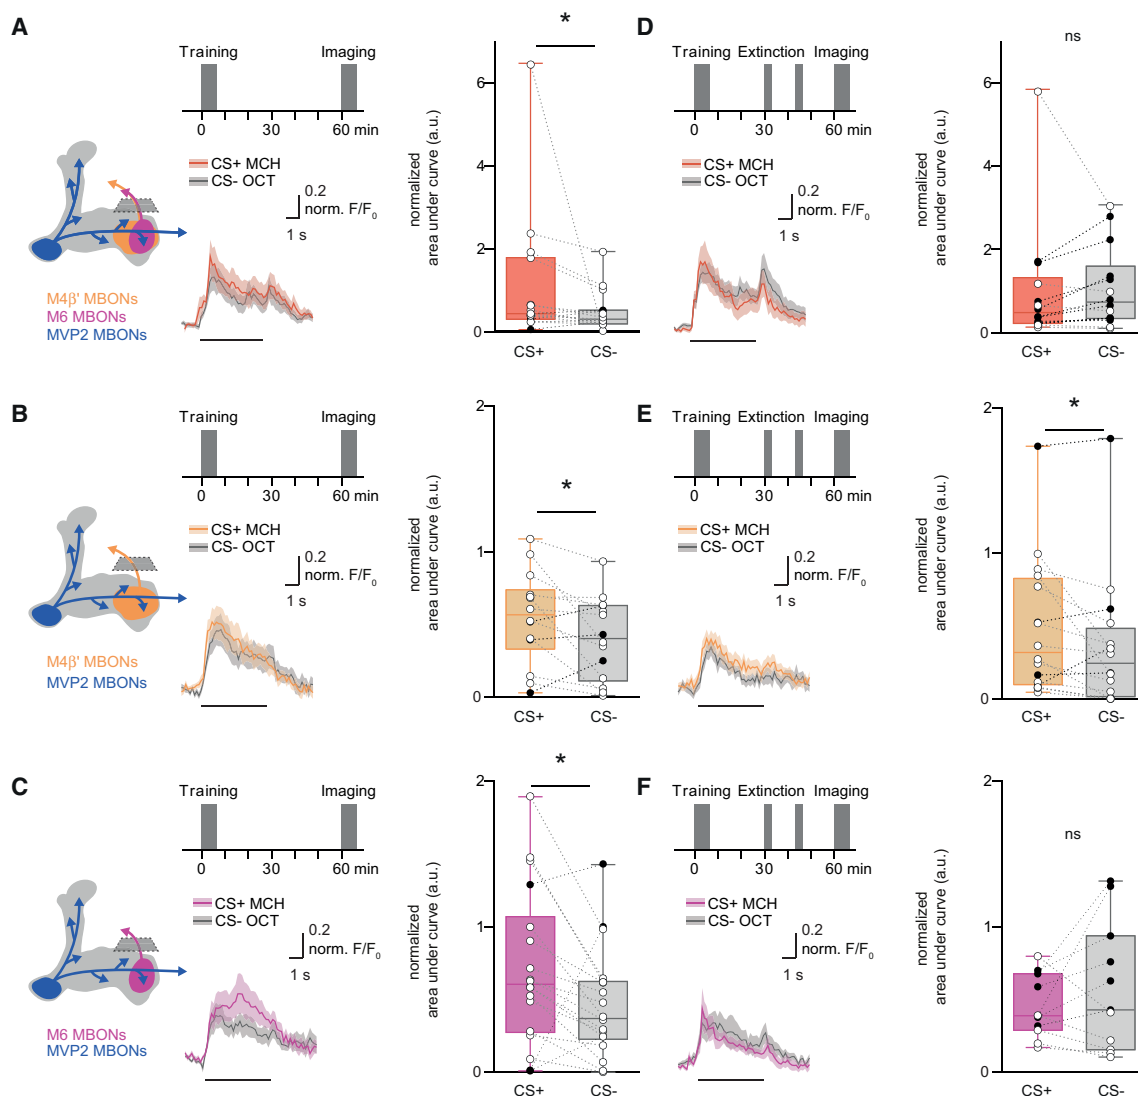 A
Training
Imaging
0
30
60 min
CS+ MCH
CS- OCT
0.2
norm. F/F0
1 s
M4β' MBONs
M6 MBONs
MVP2 MBONs
*
normalized
area under curve (a.u.)
6
4
2
0
CS+
CS-
D
Training
Extinction
Imaging
0
30
60 min
CS+ MCH
CS- OCT
0.2
norm. F/F0
1 s
ns
normalized
area under curve (a.u.)
6
4
2
0
CS+
CS-
B
Training
Imaging
0
30
60 min
CS+ MCH
CS- OCT
0.2
norm. F/F0
1 s
M4β' MBONs
MVP2 MBONs
*
normalized
area under curve (a.u.)
2
1
0
CS+
CS-
E
Training
Extinction
Imaging
0
30
60 min
CS+ MCH
CS- OCT
0.2
norm. F/F0
1 s
*
normalized
area under curve (a.u.)
2
1
0
CS+
CS-
C
Training
Imaging
0
30
60 min
CS+ MCH
CS- OCT
0.2
norm. F/F0
1 s
M6 MBONs
MVP2 MBONs
*
normalized
area under curve (a.u.)
2
1
0
CS+
CS-
F
Training
Extinction
Imaging
0
30
60 min
CS+ MCH
CS- OCT
0.2
norm. F/F0
1 s
ns
normalized
area under curve (a.u.)
2
1
0
CS+
CS-